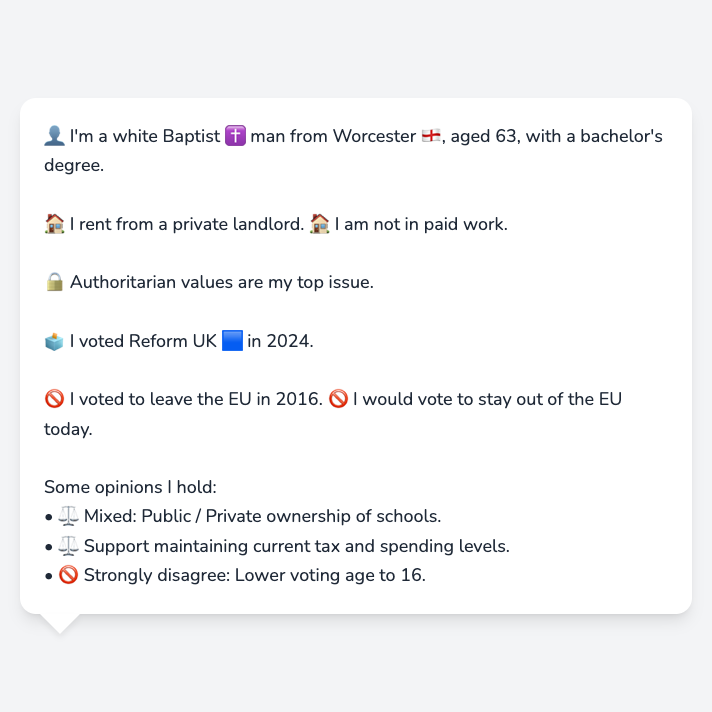 👤 I'm a white Baptist ✝️ man from Worcester 🏴󠁧󠁢󠁥󠁮󠁧󠁿, aged 63, with a bachelor's
degree.
🏠 I rent from a private landlord. 🏠 I am not in paid work.
🔒 Authoritarian values are my top issue.
🗳️ I voted Reform UK 🟦 in 2024.
🚫 I voted to leave the EU in 2016. 🚫 I would vote to stay out of the EU
today.
Some opinions I hold:
• ⚖️ Mixed: Public / Private ownership of schools.
• ⚖️ Support maintaining current tax and spending levels.
• 🚫 Strongly disagree: Lower voting age to 16.